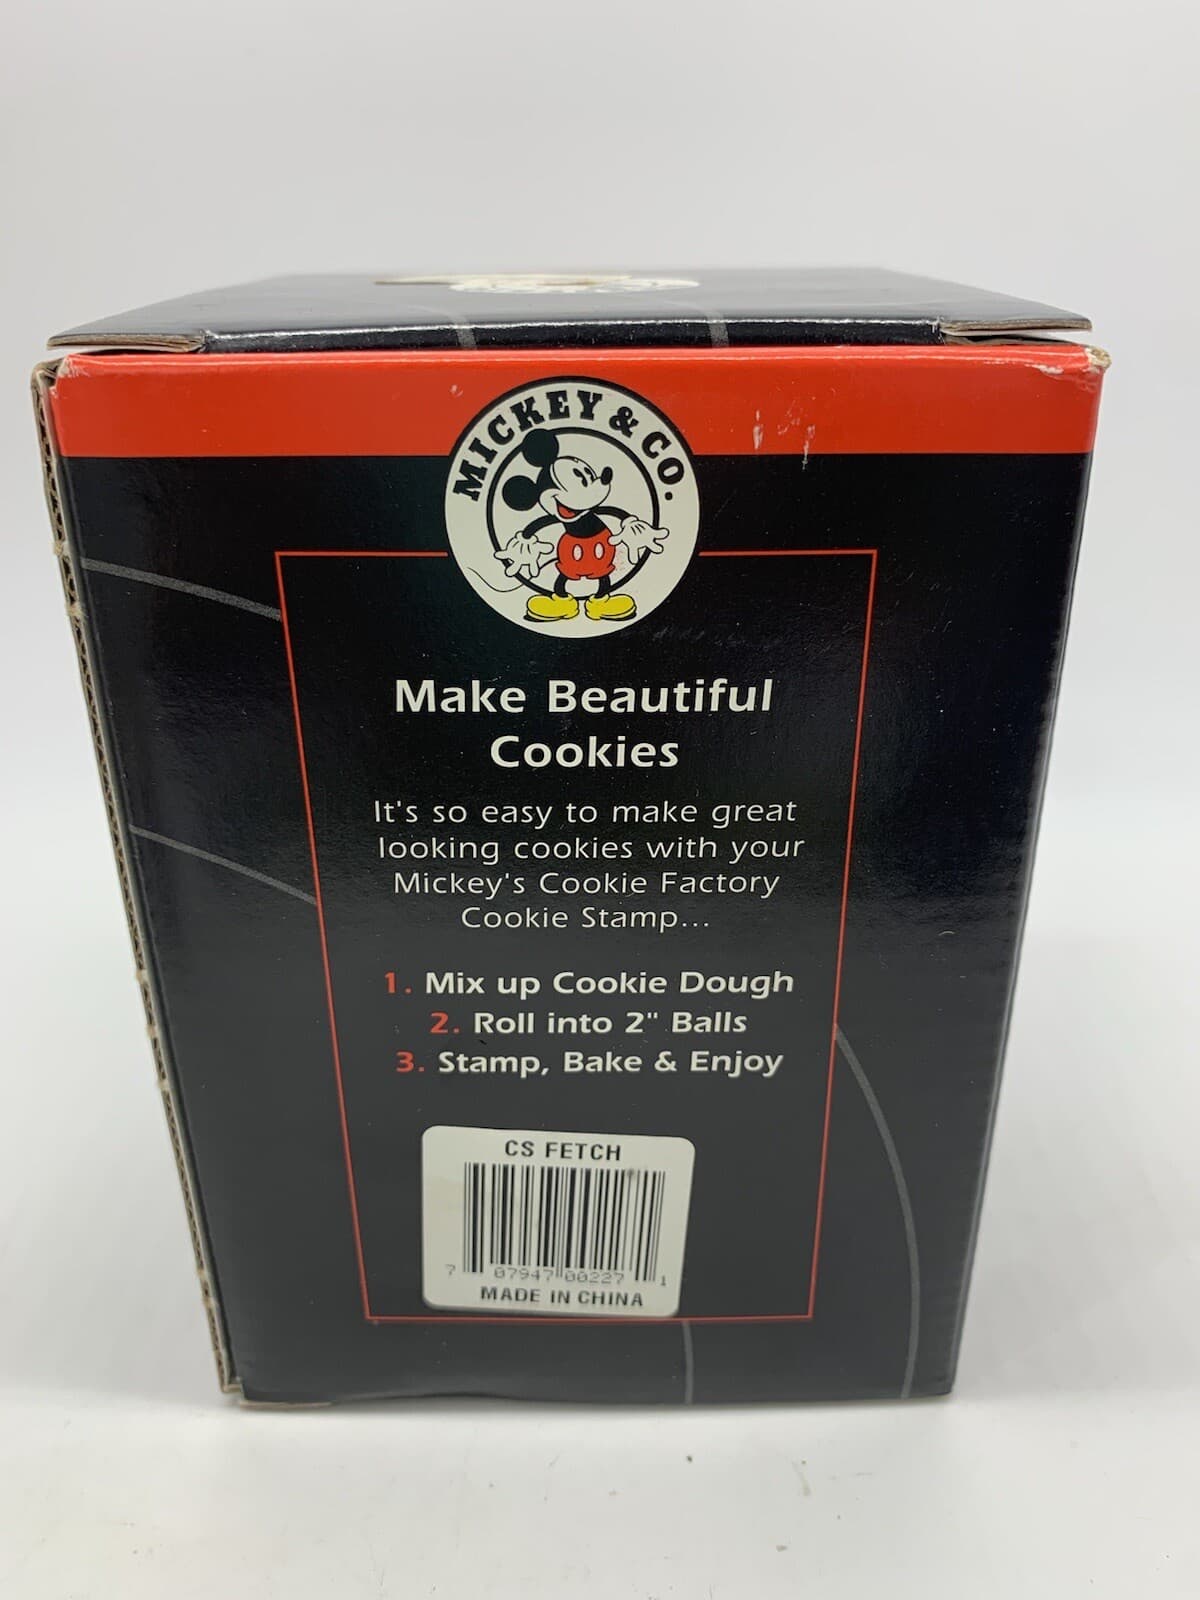 MICKEY & CO.
Make Beautiful
Cookies
It's so easy to make great
looking cookies with your
Mickey's Cookie Factory
Cookie Stamp...
1. Mix up Cookie Dough
2. Roll into 2" Balls
3. Stamp, Bake & Enjoy
CS FETCH
7 07947 00227 1
MADE IN CHINA